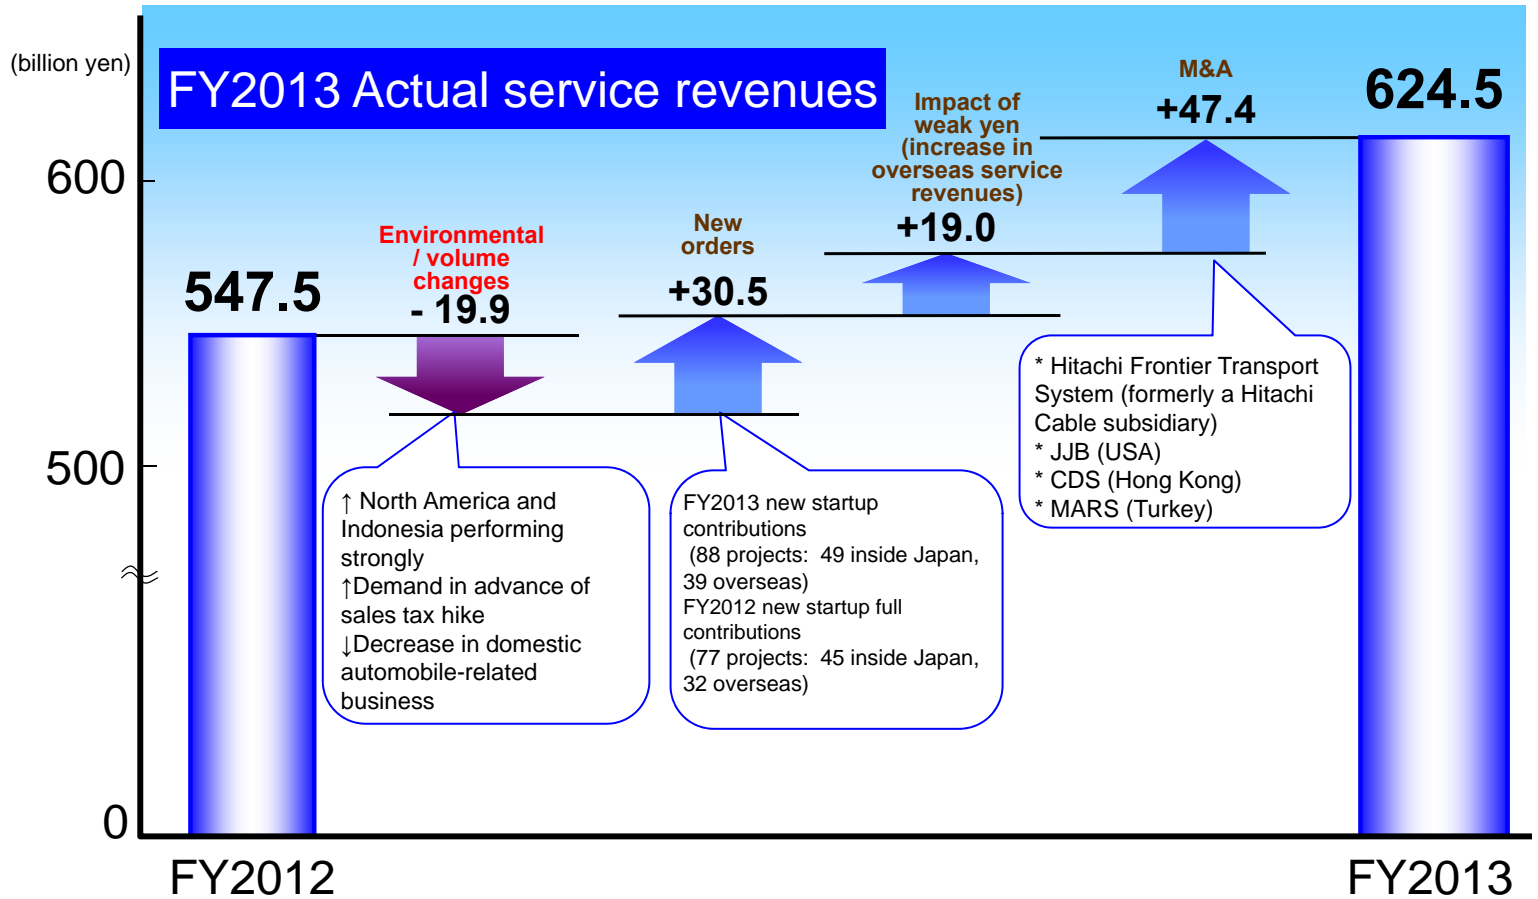 (billion yen)
FY2013 Actual service revenues
600
500
0
547.5
FY2012
Environmental
/ volume
changes
- 19.9
↑ North America and
Indonesia performing
strongly
↑Demand in advance of
sales tax hike
↓Decrease in domestic
automobile-related
business
New
orders
+30.5
FY2013 new startup
contributions
(88 projects:  49 inside Japan,
39 overseas)
FY2012 new startup full
contributions
(77 projects:  45 inside Japan,
32 overseas)
Impact of
weak yen
(increase in
overseas service
revenues)
+19.0
M&A
+47.4
* Hitachi Frontier Transport
System (formerly a Hitachi
Cable subsidiary)
* JJB (USA)
* CDS (Hong Kong)
* MARS (Turkey)
624.5
FY2013